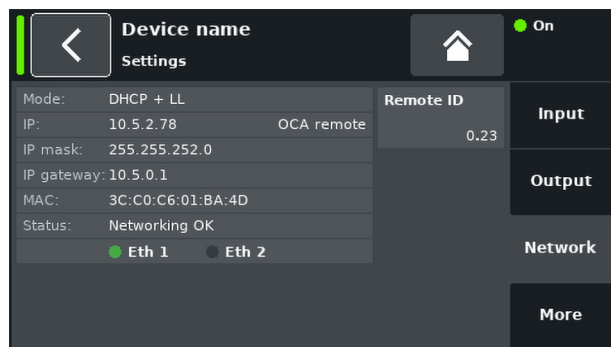 Device name
Settings
On
Mode: DHCP + LL
IP: 10.5.2.78 OCA remote
IP mask: 255.255.252.0
IP gateway: 10.5.0.1
MAC: 3C:C0:C6:01:BA:4D
Status: Networking OK
Eth 1 Eth 2
Remote ID
0.23
Input
Output
Network
More